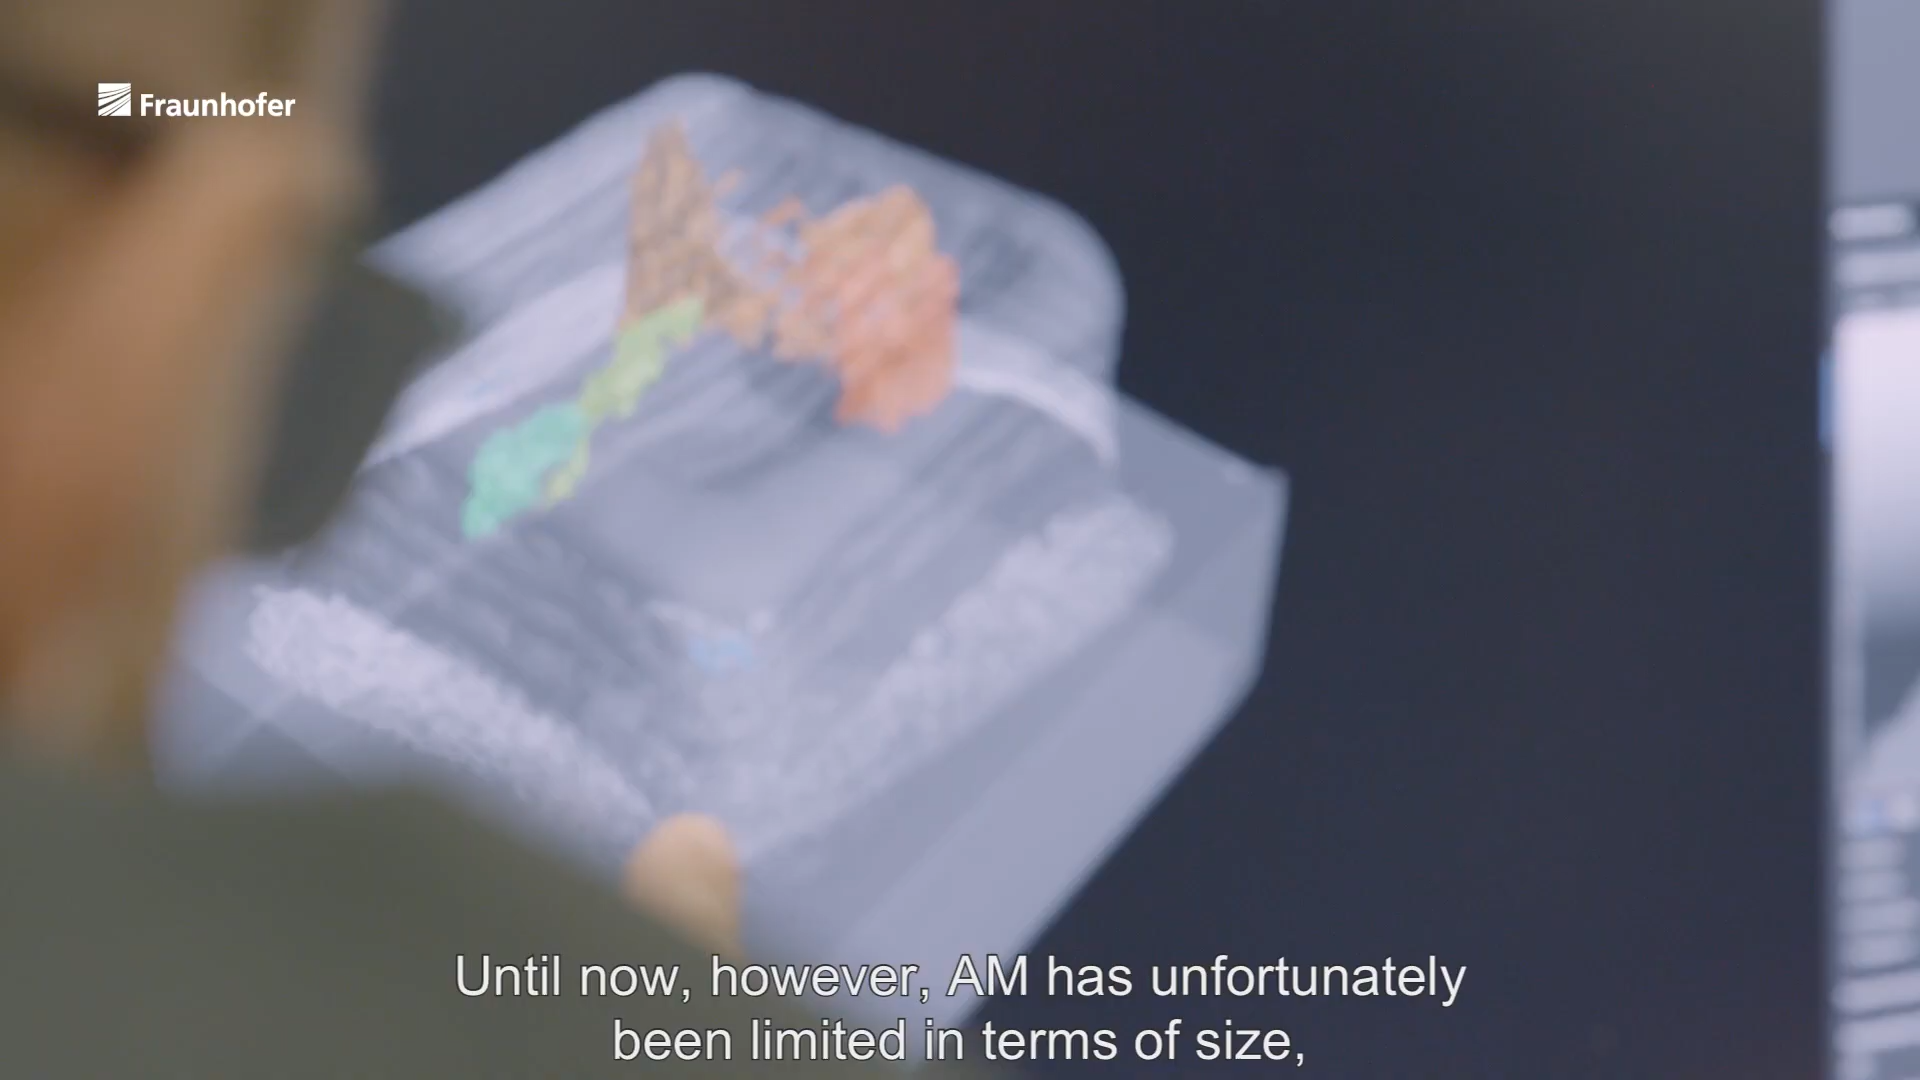 Fraunhofer
Until now, however, AM has unfortunately
been limited in terms of size,